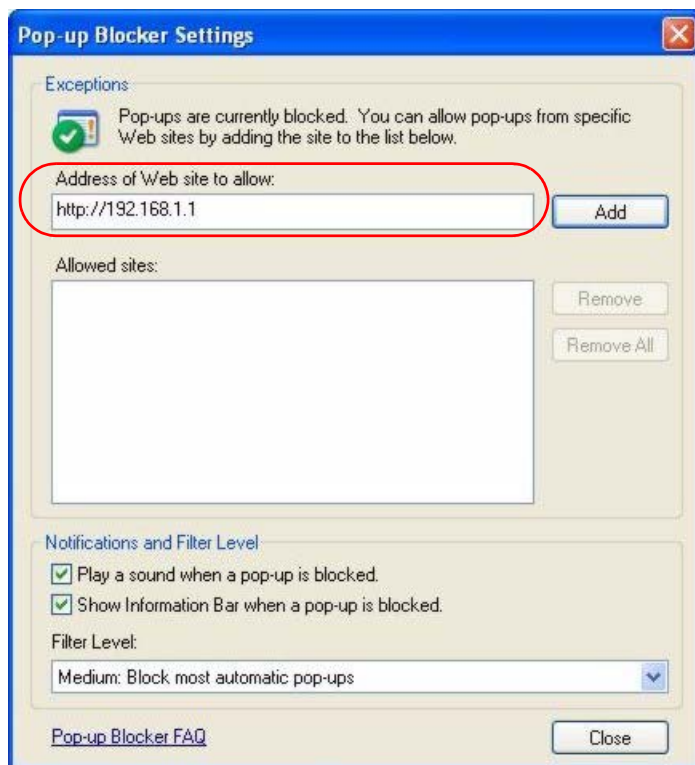 Pop-up Blocker Settings
Exceptions
Pop-ups are currently blocked. You can allow pop-ups from specific
Web sites by adding the site to the list below.
Address of Web site to allow:
http://192.168.1.1
Add
Allowed sites:
Remove
Remove All
Notifications and Filter Level
Play a sound when a pop-up is blocked.
Show Information Bar when a pop-up is blocked.
Filter Level:
Medium: Block most automatic pop-ups
Pop-up Blocker FAQ
Close